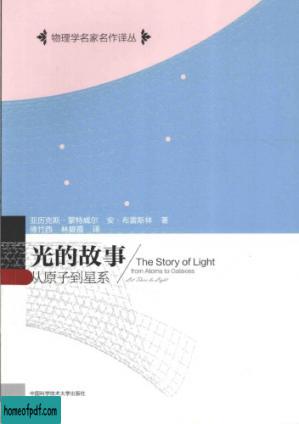 物理学名家名作译丛
亚历克斯·蒙特威尔 安·布雷斯林 著
傅竹西 林碧霞 译
光的故事
从原子到星系
The Story of Light
from Atoms to Galaxies
Let There be Light
中国科学技术大学出版社
homeofpdf.com
homeofpdf.com